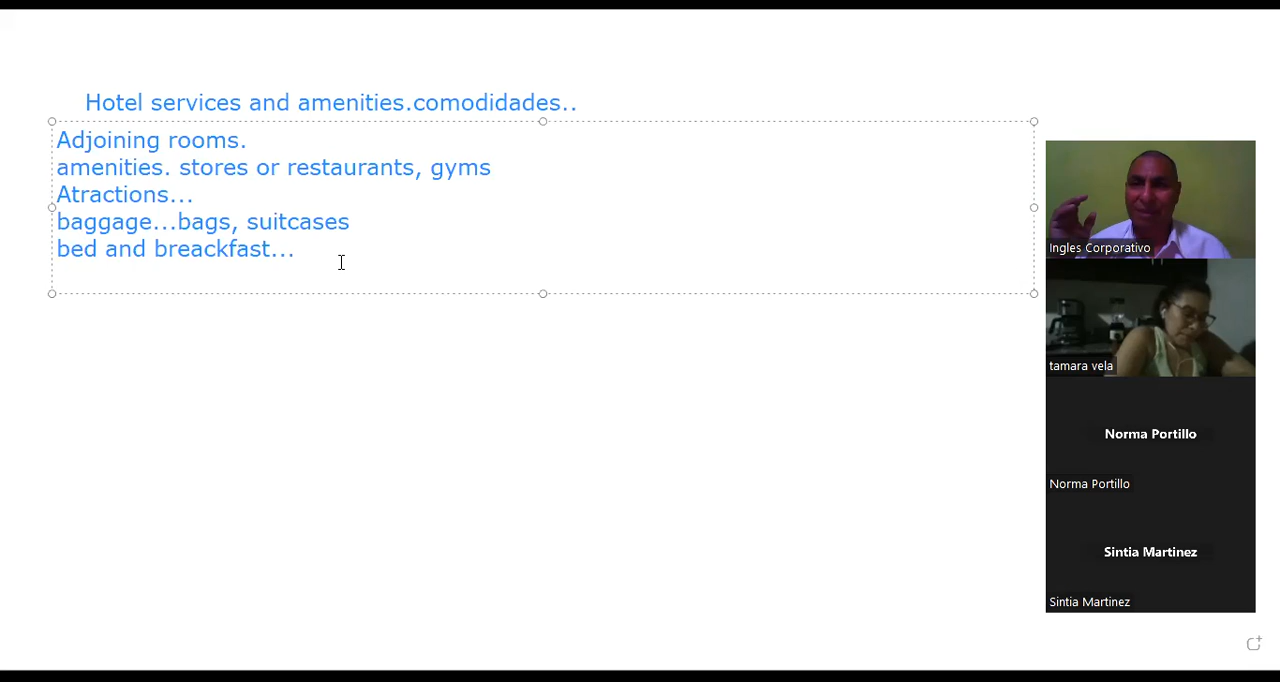 Hotel services and amenities.comodidades..
Adjoining rooms.
amenities. stores or restaurants, gyms
Atractions...
baggage...bags, suitcases
bed and breackfast...
Ingles Corporativo
tamara vela
Norma Portillo
Norma Portillo
Sintia Martinez
Sintia Martinez